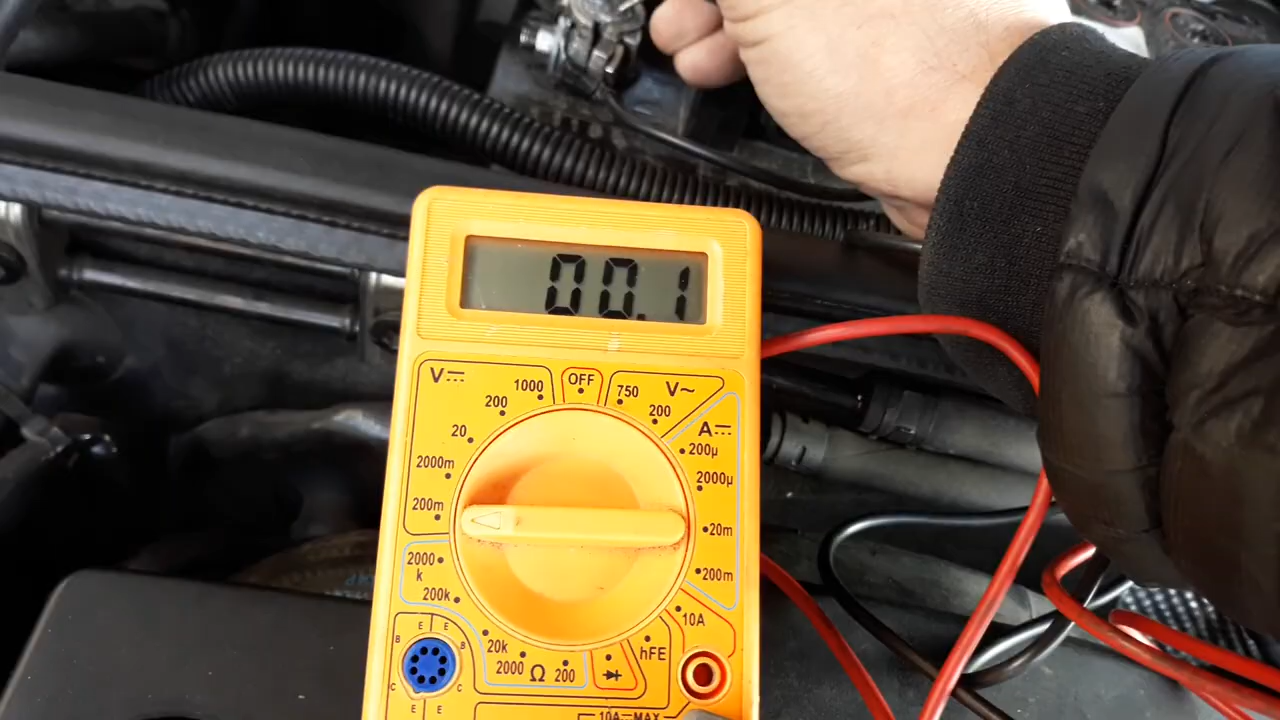 00.1
V⎓ 1000 OFF 750 V~
200 200
20 A⎓
2000m 200µ
200m 2000µ
20m
2000 k 200m
200k 10A
20k hFE
2000 Ω 200
E E
B B
C C
E E
10A⎓MAX